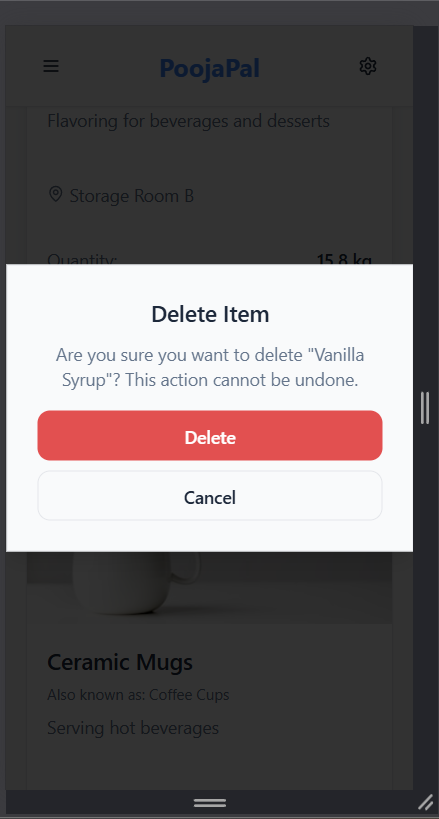 PoojaPal
Flavoring for beverages and desserts
Storage Room B
Quantity: 15.8 kg
Delete Item
Are you sure you want to delete "Vanilla
Syrup"? This action cannot be undone.
Delete
Cancel
Ceramic Mugs
Also known as: Coffee Cups
Serving hot beverages